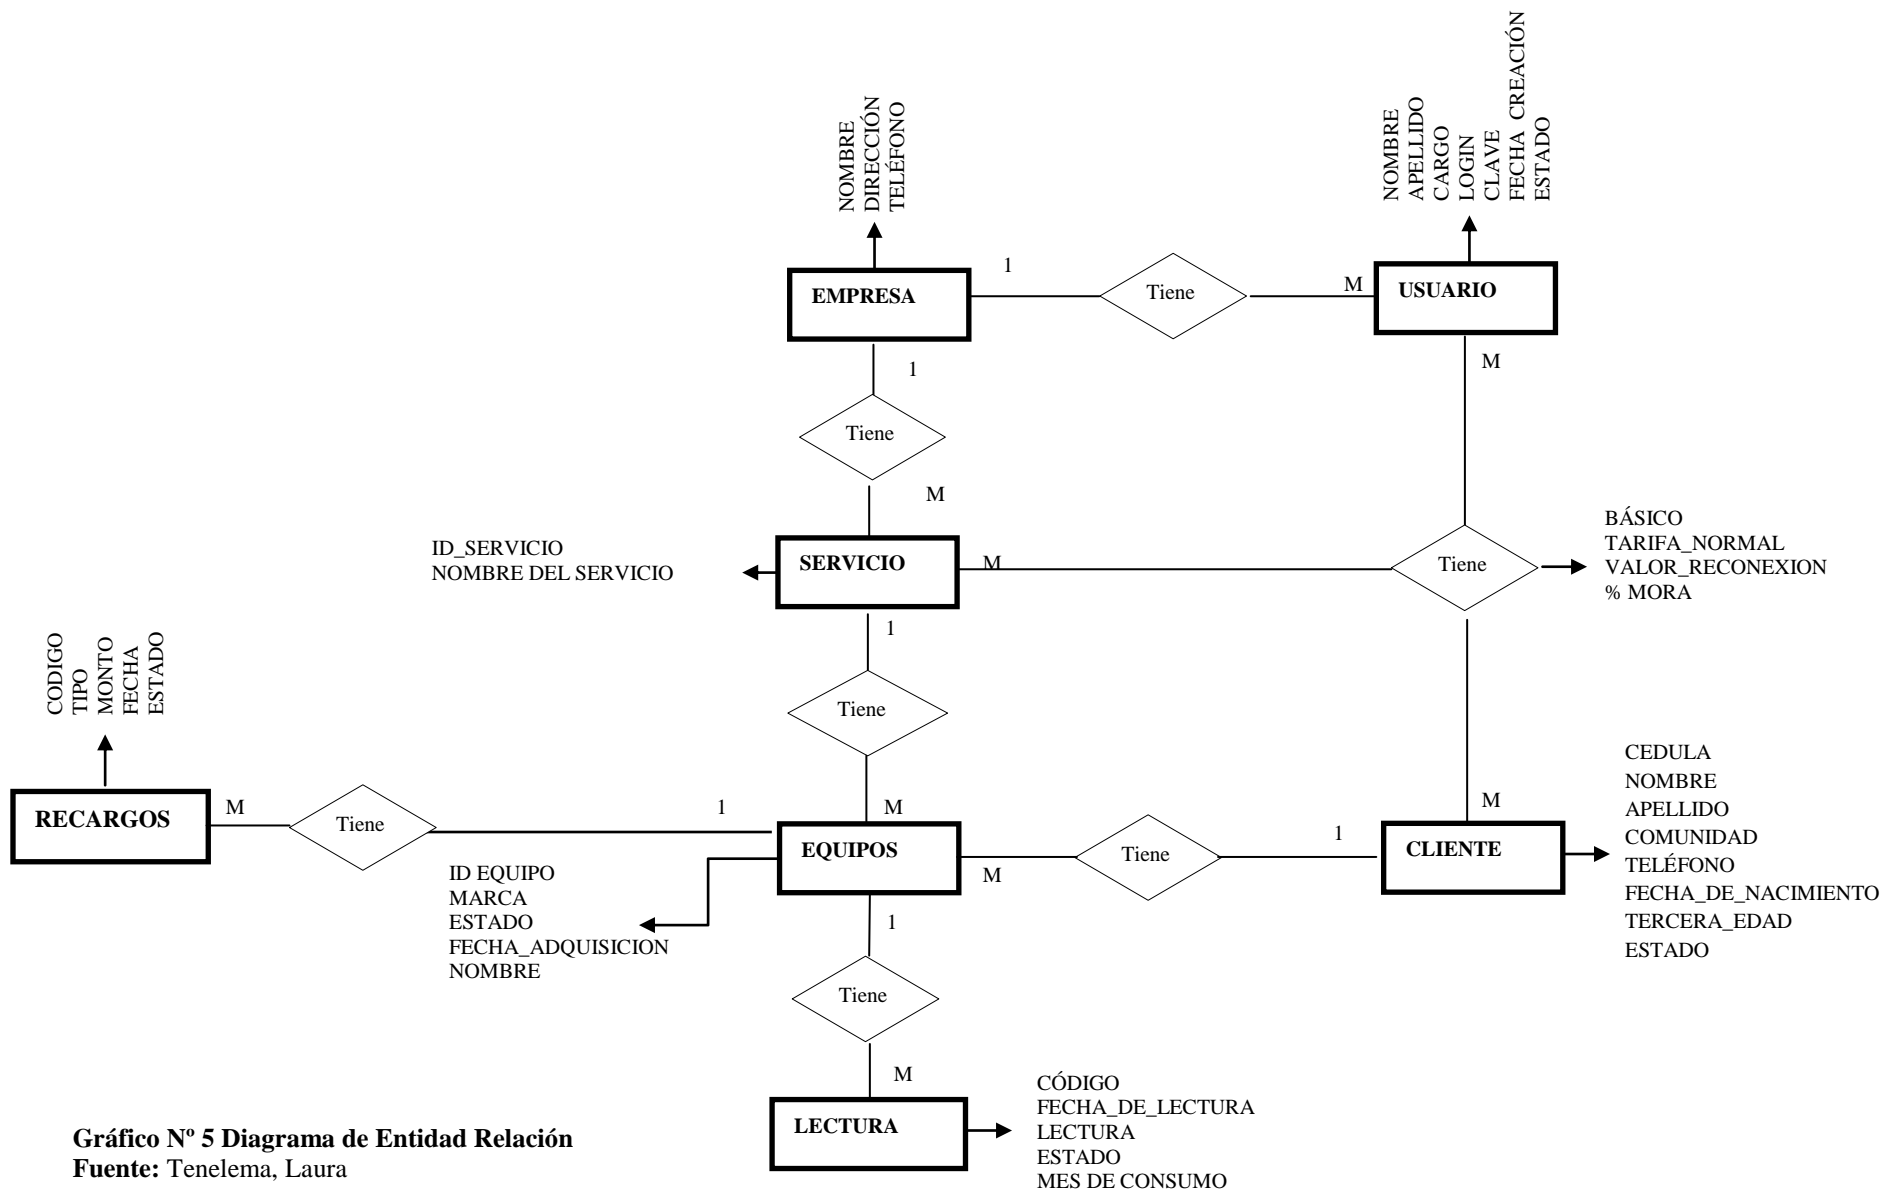 NOMBRE
DIRECCIÓN
TELÉFONO
NOMBRE
APELLIDO
CARGO
LOGIN
CLAVE
FECHA CREACIÓN
ESTADO
EMPRESA
1
Tiene
M
USUARIO
1
M
Tiene
M
ID_SERVICIO
NOMBRE DEL SERVICIO
SERVICIO
M
Tiene
BÁSICO
TARIFA_NORMAL
VALOR_RECONEXION
% MORA
1
CODIGO
TIPO
MONTO
FECHA
ESTADO
Tiene
RECARGOS
M
Tiene
1
M
EQUIPOS
M
Tiene
1
M
CLIENTE
CEDULA
NOMBRE
APELLIDO
COMUNIDAD
TELÉFONO
FECHA_DE_NACIMIENTO
TERCERA_EDAD
ESTADO
ID EQUIPO
MARCA
ESTADO
FECHA_ADQUISICION
NOMBRE
1
Tiene
M
LECTURA
CÓDIGO
FECHA_DE_LECTURA
LECTURA
ESTADO
MES DE CONSUMO
Gráfico Nº 5 Diagrama de Entidad Relación
Fuente: Tenelema, Laura